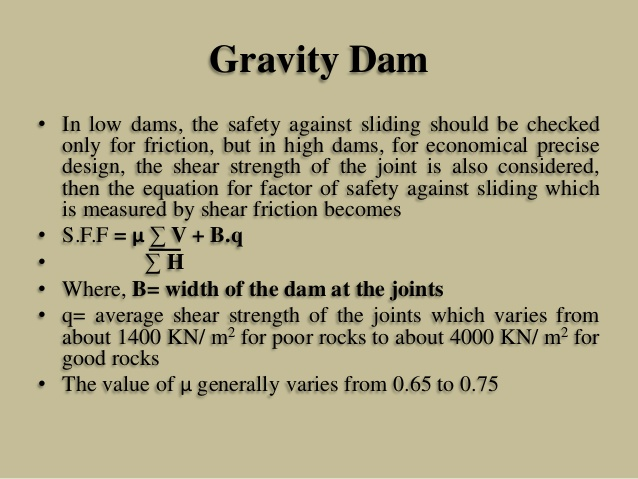 Gravity Dam
• In low dams, the safety against sliding should be checked
only for friction, but in high dams, for economical precise
design, the shear strength of the joint is also considered,
then the equation for factor of safety against sliding which
is measured by shear friction becomes
• S.F.F = µ ∑ V + B.q
• ∑ H
• Where, B= width of the dam at the joints
• q= average shear strength of the joints which varies from
about 1400 KN/ m² for poor rocks to about 4000 KN/ m² for
good rocks
• The value of µ generally varies from 0.65 to 0.75